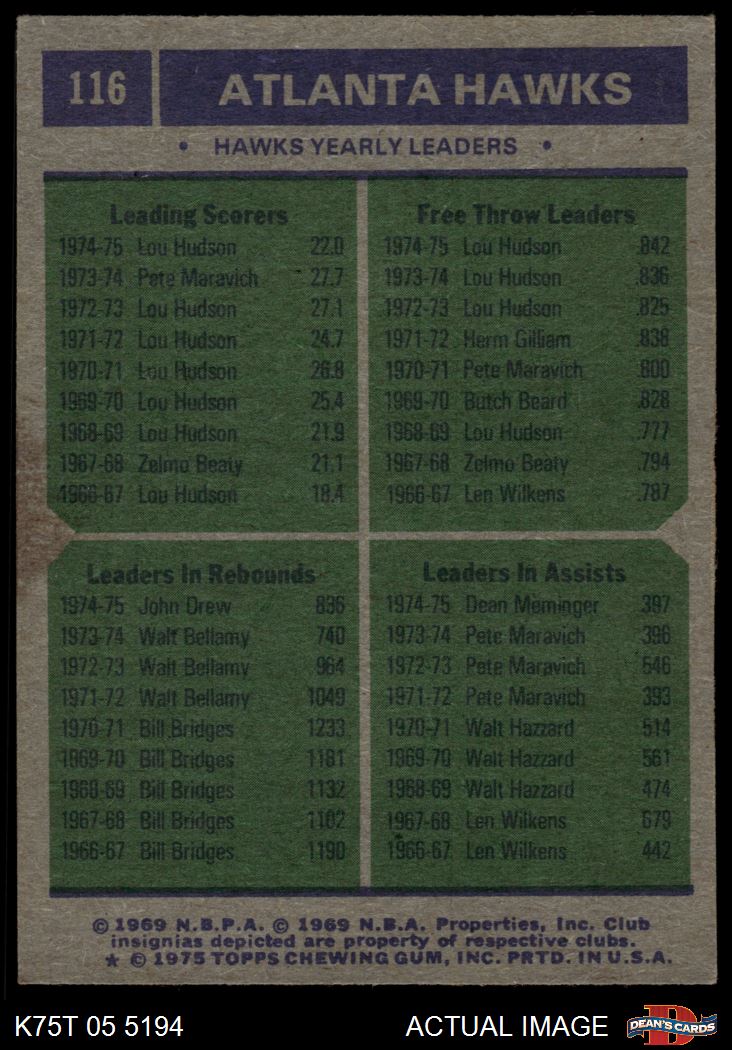 116 ATLANTA HAWKS
• HAWKS YEARLY LEADERS •
Leading Scorers
1974-75 Lou Hudson 22.0
1973-74 Pete Maravich 27.7
1972-73 Lou Hudson 27.1
1971-72 Lou Hudson 24.7
1970-71 Lou Hudson 26.8
1969-70 Lou Hudson 25.4
1968-69 Lou Hudson 21.9
1967-68 Zelmo Beaty 21.1
1966-67 Lou Hudson 18.4
Free Throw Leaders
1974-75 Lou Hudson .842
1973-74 Lou Hudson .836
1972-73 Lou Hudson .825
1971-72 Herm Gilliam .838
1970-71 Pete Maravich .800
1969-70 Butch Beard .828
1968-69 Lou Hudson .777
1967-68 Zelmo Beaty .794
1966-67 Len Wilkens .787
Leaders In Rebounds
1974-75 John Drew 836
1973-74 Walt Bellamy 740
1972-73 Walt Bellamy 964
1971-72 Walt Bellamy 1049
1970-71 Bill Bridges 1233
1969-70 Bill Bridges 1181
1968-69 Bill Bridges 1132
1967-68 Bill Bridges 1102
1966-67 Bill Bridges 1190
Leaders In Assists
1974-75 Dean Meminger 397
1973-74 Pete Maravich 396
1972-73 Pete Maravich 546
1971-72 Pete Maravich 393
1970-71 Walt Hazzard 514
1969-70 Walt Hazzard 561
1968-69 Walt Hazzard 474
1967-68 Len Wilkens 679
1966-67 Len Wilkens 442
© 1969 N.B.P.A. © 1969 N.B.A. Properties, Inc. Club
insignias depicted are property of respective clubs.
★ © 1975 TOPPS CHEWING GUM, INC. PRTD. IN U.S.A.
K75T 05 5194 ACTUAL IMAGE DEAN'S CARDS